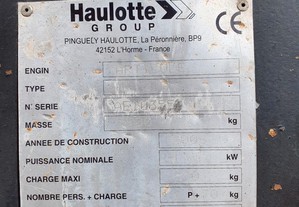 Haulotte
GROUP
PINGUELY HAULOTTE, La Péronnière, BP9
42152 L'Horme - France
ENGIN
TYPE
N° SERIE
MASSE kg
ANNEE DE CONSTRUCTION
PUISSANCE NOMINALE kW
CHARGE MAXI kg
NOMBRE PERS. + CHARGE P + kg